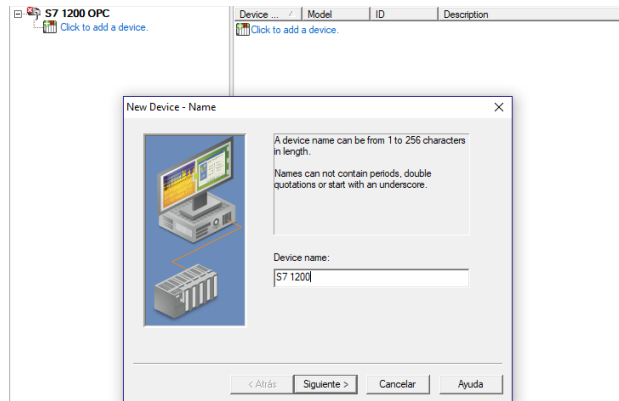 S7 1200 OPC
Click to add a device.
Device ... / Model ID Description
Click to add a device.
New Device - Name
A device name can be from 1 to 256 characters
in length.
Names can not contain periods, double
quotations or start with an underscore.
Device name:
S7 1200
< Atrás Siguiente > Cancelar Ayuda